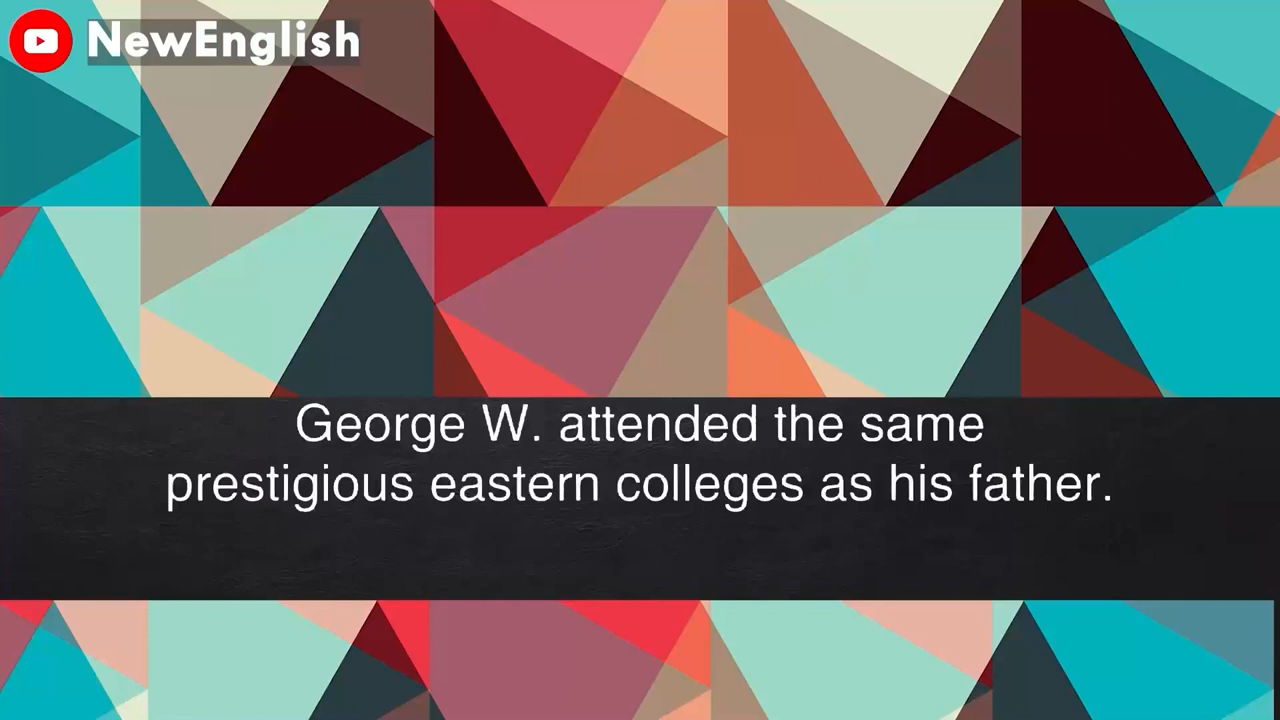 NewEnglish
George W. attended the same
prestigious eastern colleges as his father.